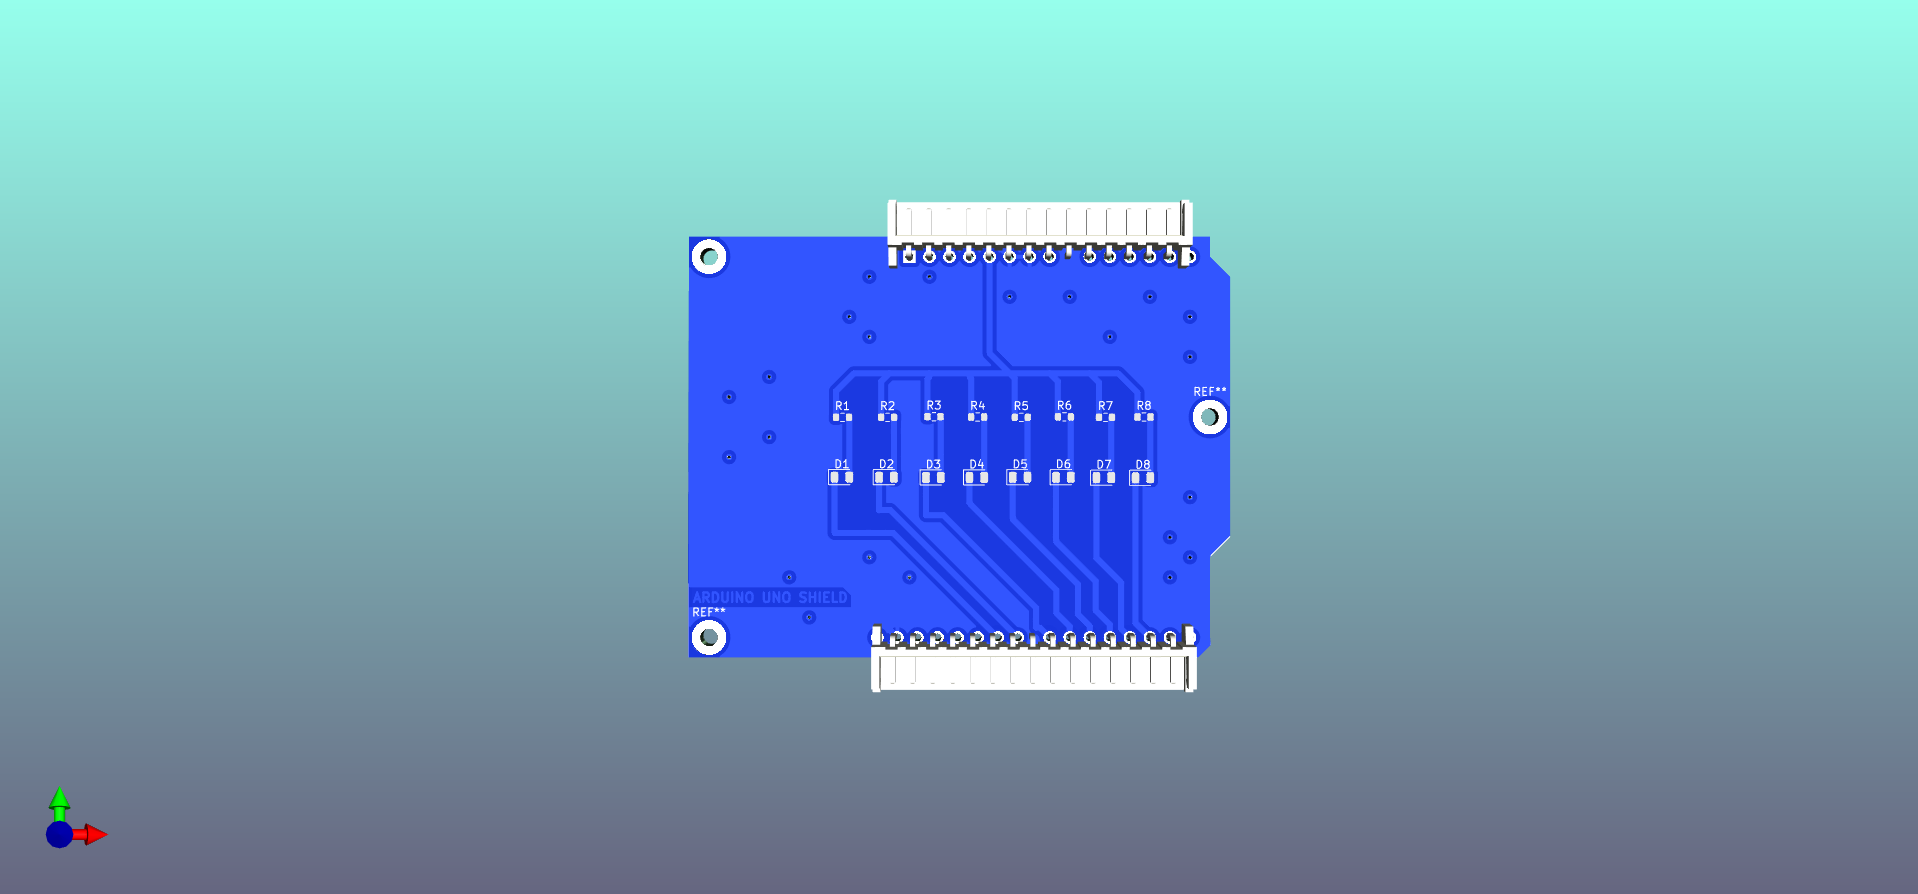 REF**
R1 R2 R3 R4 R5 R6 R7 R8
D1 D2 D3 D4 D5 D6 D7 D8
ARDUINO UNO SHIELD
REF**